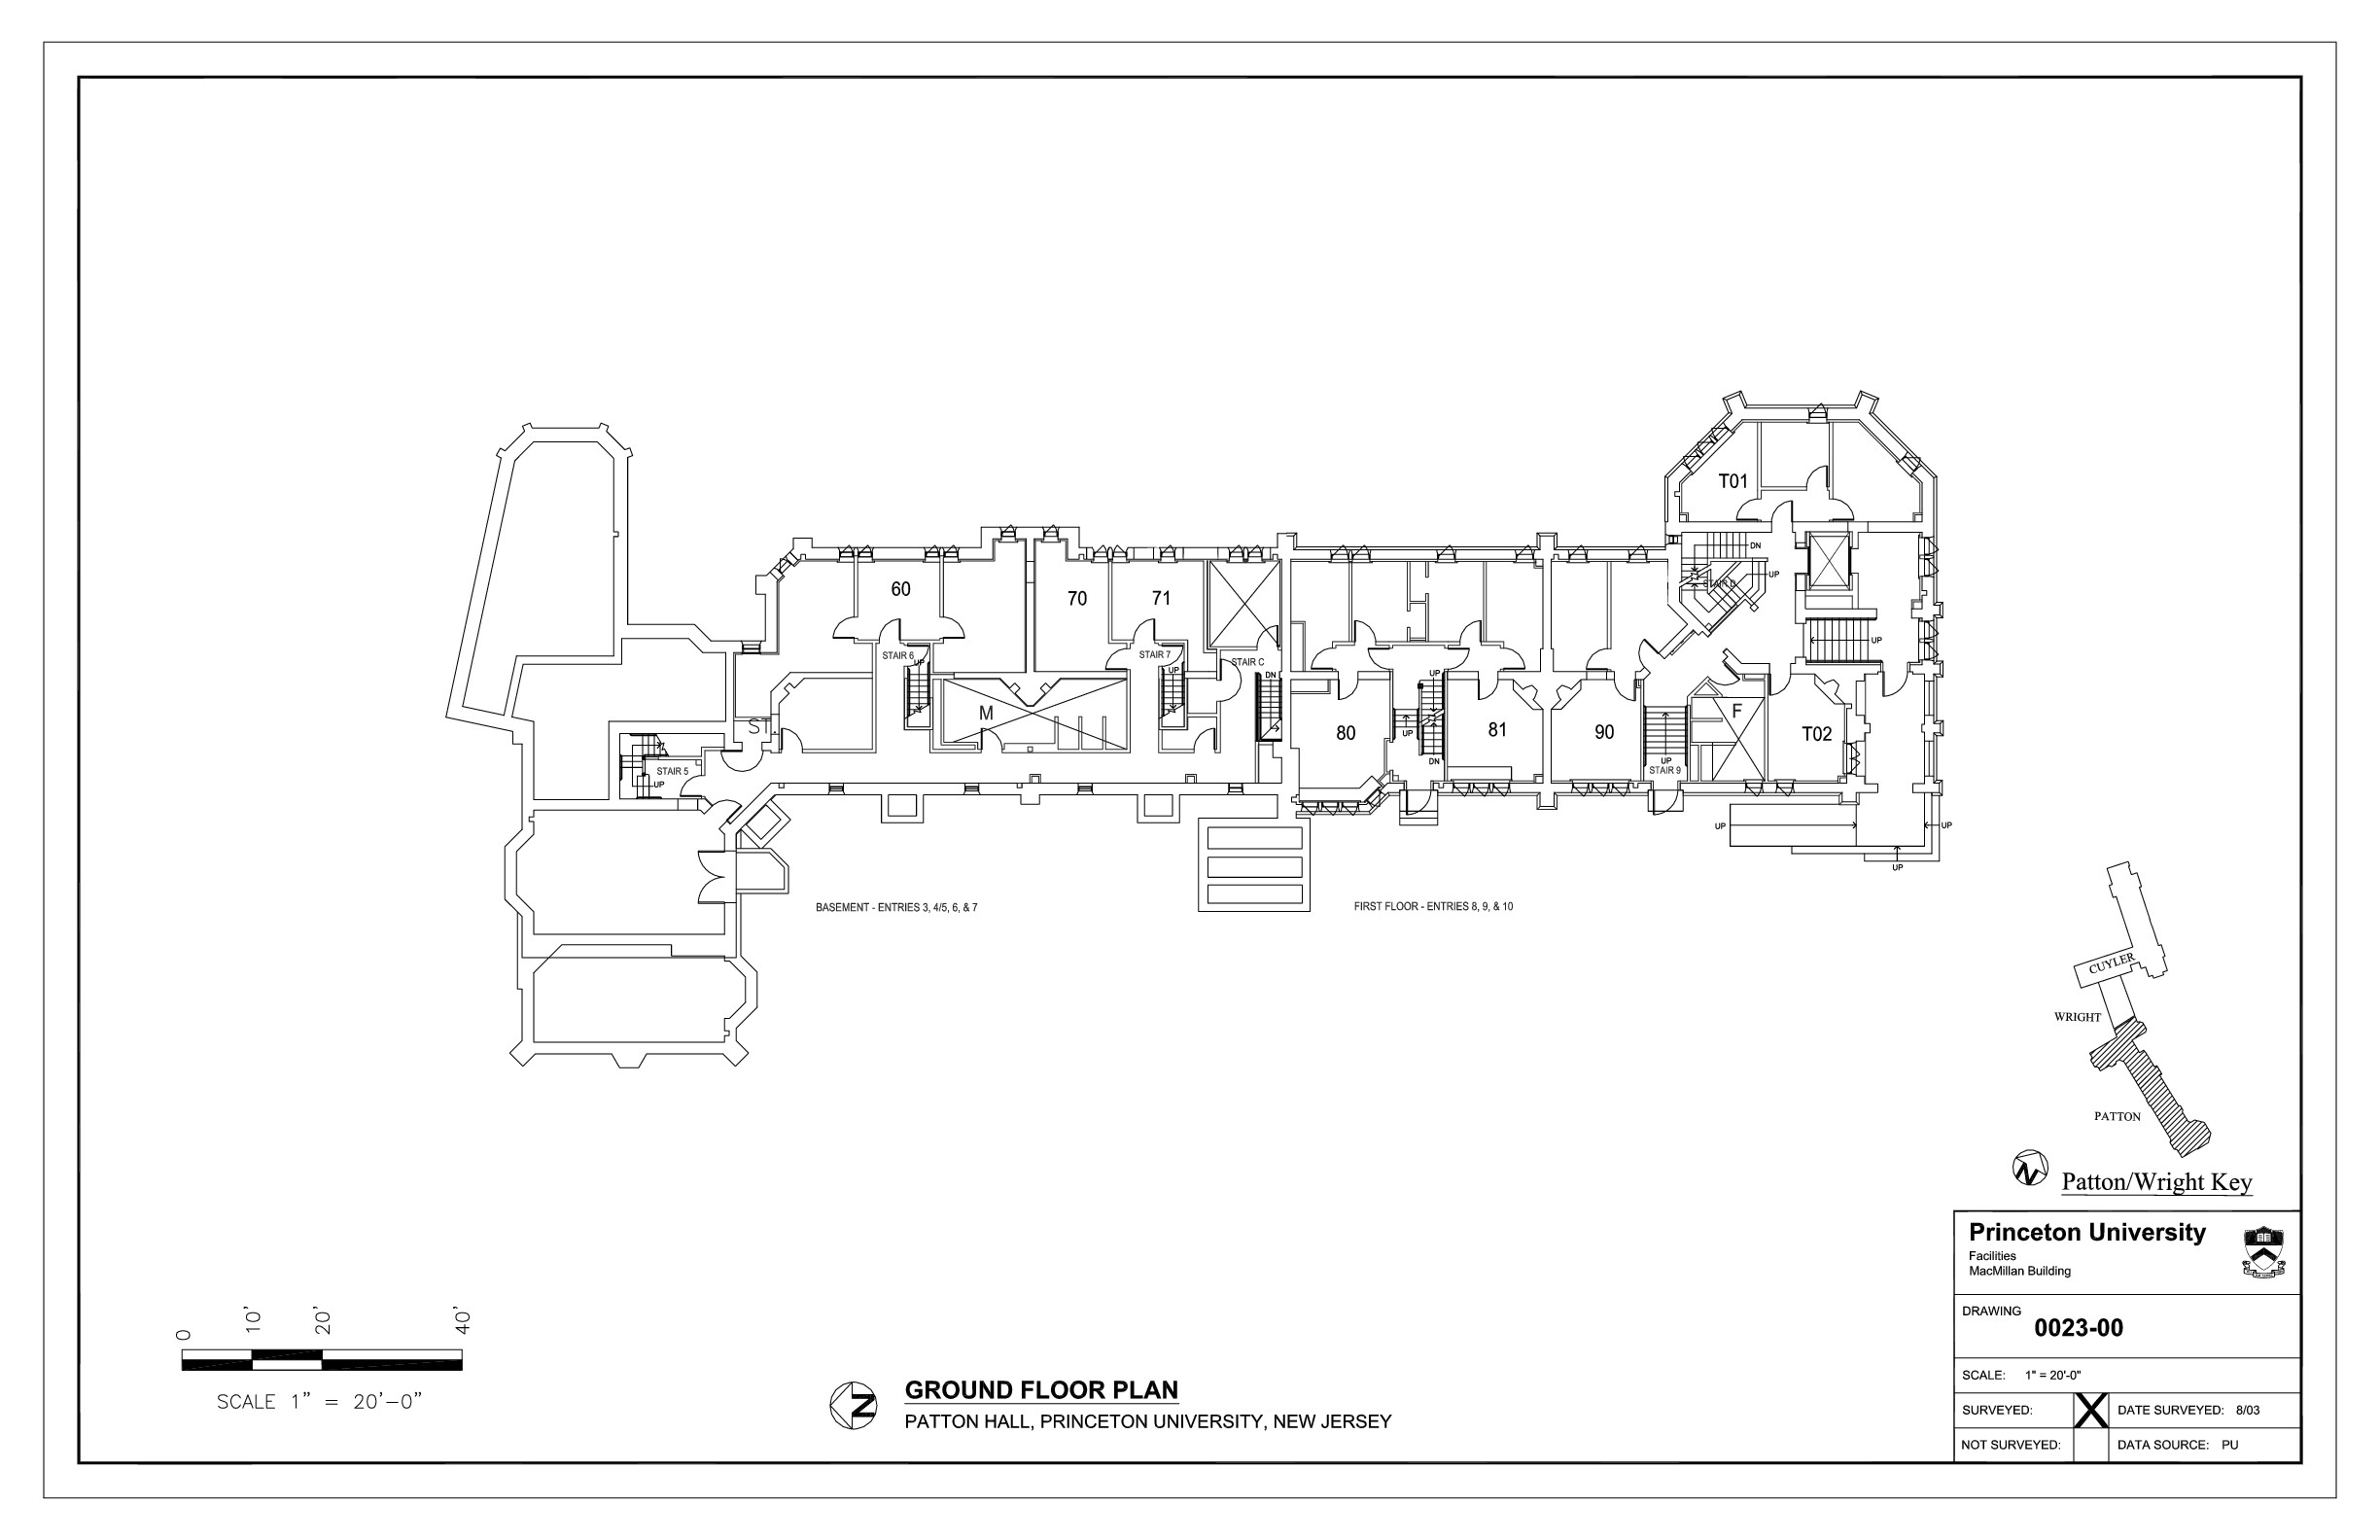 T01
DN
UP
STAIR D
60
70
71
UP
STAIR 6
UP
STAIR 7
UP
STAIR C
DN
UP
M
ST.
80
UP
81
DN
90
F
T02
STAIR 5
UP
UP
STAIR 9
UP
UP
UP
BASEMENT - ENTRIES 3, 4/5, 6, & 7
FIRST FLOOR - ENTRIES 8, 9, & 10
CUYLER
WRIGHT
PATTON
N
Patton/Wright Key
Princeton University
Facilities
MacMillan Building
DRAWING
0023-00
SCALE: 1" = 20'-0"
SURVEYED: X DATE SURVEYED: 8/03
NOT SURVEYED: DATA SOURCE: PU
0 10' 20' 40'
SCALE 1" = 20'-0"
N
GROUND FLOOR PLAN
PATTON HALL, PRINCETON UNIVERSITY, NEW JERSEY